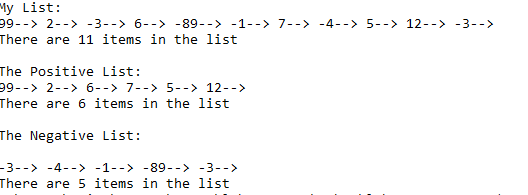 My List:
99--> 2--> -3--> 6--> -89--> -1--> 7--> -4--> 5--> 12--> -3-->
There are 11 items in the list
The Positive List:
99--> 2--> 6--> 7--> 5--> 12-->
There are 6 items in the list
The Negative List:
-3--> -4--> -1--> -89--> -3-->
There are 5 items in the list